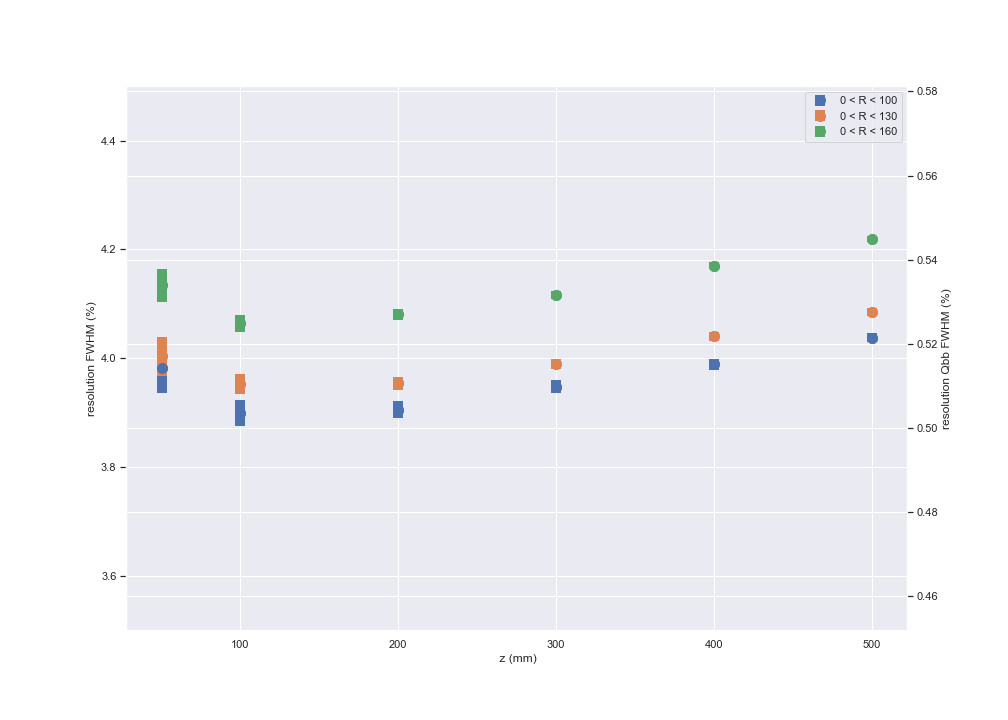 0 < R < 100
0 < R < 130
0 < R < 160
4.4
4.2
4.0
3.8
3.6
resolution FWHM (%)
0.58
0.56
0.54
0.52
0.50
0.48
0.46
resolution Qbb FWHM (%)
100 200 300 400 500
z (mm)